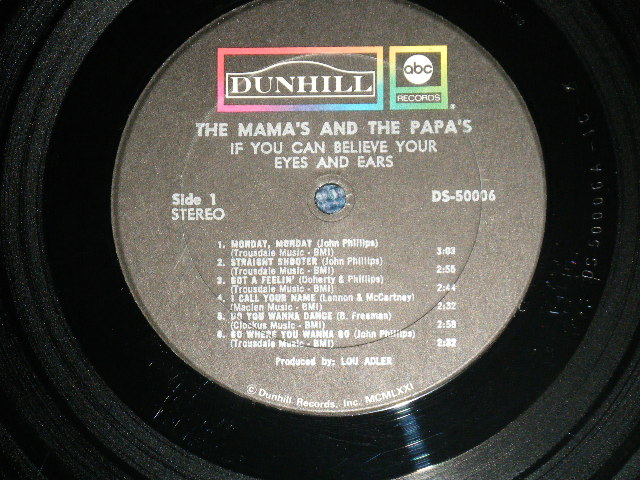 DUNHILL
abc
RECORDS
THE MAMA'S AND THE PAPA'S
IF YOU CAN BELIEVE YOUR
EYES AND EARS
Side 1
STEREO
DS-50006
1. MONDAY, MONDAY (John Phillips)
(Trousdale Music - BMI) 3:03
2. STRAIGHT SHOOTER (John Phillips)
(Trousdale Music - BMI) 2:55
3. GOT A FEELIN' (Doherty & Phillips)
(Trousdale Music - BMI) 2:44
4. I CALL YOUR NAME (Lennon & McCartney)
(Maclen Music - BMI) 2:32
5. DO YOU WANNA DANCE (B. Freeman)
(Clockus Music - BMI) 2:58
6. GO WHERE YOU WANNA GO (John Phillips)
(Trousdale Music - BMI) 2:32
Produced by: LOU ADLER
© Dunhill Records, Inc. MCMLXXI